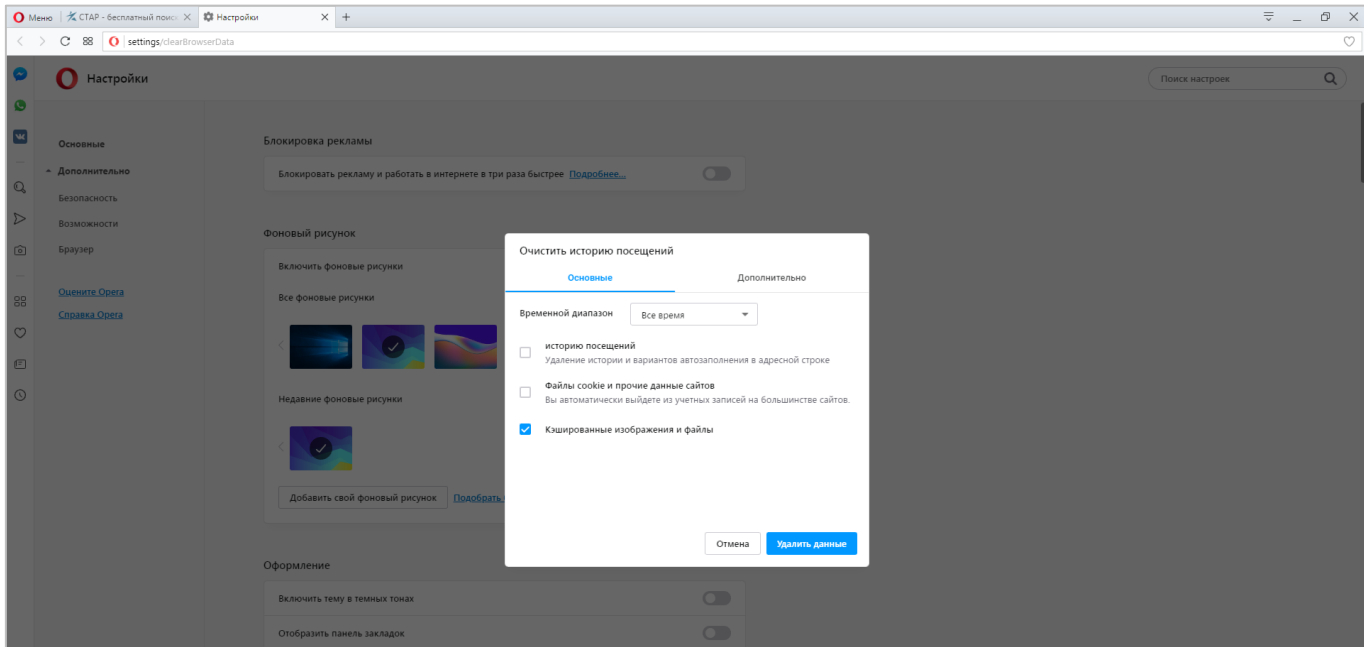 Меню
СТАР - бесплатный поис
Настройки
settings/clearBrowserData
Настройки
Поиск настроек
Основные
Дополнительно
Безопасность
Возможности
Браузер
Оцените Opera
Справка Opera
Блокировка рекламы
Блокировать рекламу и работать в интернете в три раза быстрее Подробнее...
Фоновый рисунок
Включить фоновые рисунки
Все фоновые рисунки
Недавние фоновые рисунки
Добавить свой фоновый рисунок Подобрать
Оформление
Включить тему в темных тонах
Отобразить панель закладок
Очистить историю посещений
Основные Дополнительно
Временной диапазон Все время
историю посещений
Удаление истории и вариантов автозаполнения в адресной строке
Файлы cookie и прочие данные сайтов
Вы автоматически выйдете из учетных записей на большинстве сайтов.
Кэшированные изображения и файлы
Отмена Удалить данные